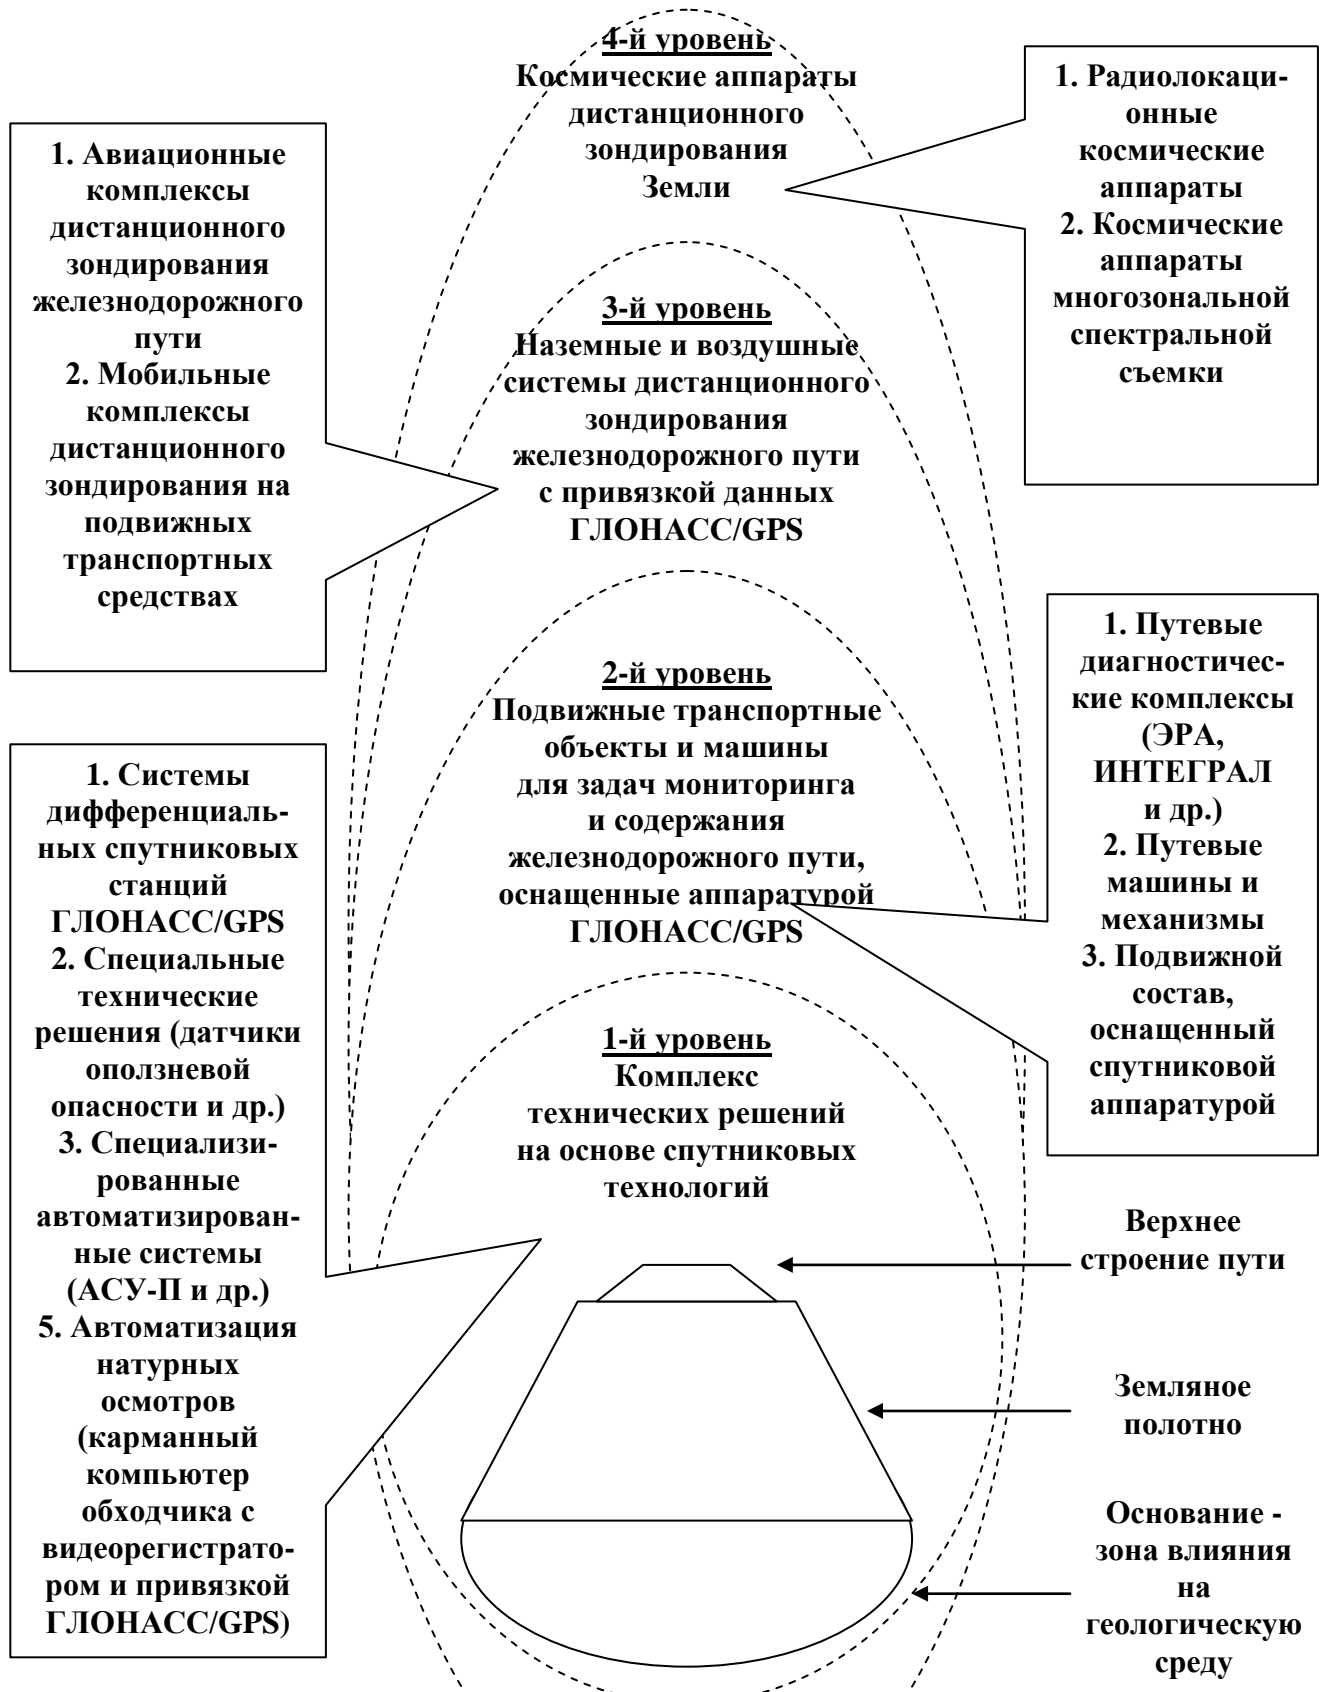 4-й уровень
Космические аппараты
дистанционного
зондирования
Земли
1. Радиолокаци-
онные
космические
аппараты
2. Космические
аппараты
многозональной
спектральной
съемки
1. Авиационные
комплексы
дистанционного
зондирования
железнодорожного
пути
2. Мобильные
комплексы
дистанционного
зондирования на
подвижных
транспортных
средствах
3-й уровень
Наземные и воздушные
системы дистанционного
зондирования
железнодорожного пути
с привязкой данных
ГЛОНАСС/GPS
2-й уровень
Подвижные транспортные
объекты и машины
для задач мониторинга
и содержания
железнодорожного пути,
оснащенные аппаратурой
ГЛОНАСС/GPS
1. Путевые
диагностичес-
кие комплексы
(ЭРА,
ИНТЕГРАЛ
и др.)
2. Путевые
машины и
механизмы
3. Подвижной
состав,
оснащенный
спутниковой
аппаратурой
1. Системы
дифференциаль-
ных спутниковых
станций
ГЛОНАСС/GPS
2. Специальные
технические
решения (датчики
оползневой
опасности и др.)
3. Специализи-
рованные
автоматизирован-
ные системы
(АСУ-П и др.)
5. Автоматизация
натурных
осмотров
(карманный
компьютер
обходчика с
видеорегистрато-
ром и привязкой
ГЛОНАСС/GPS)
1-й уровень
Комплекс
технических решений
на основе спутниковых
технологий
Верхнее
строение пути
Земляное
полотно
Основание -
зона влияния
на
геологическую
среду